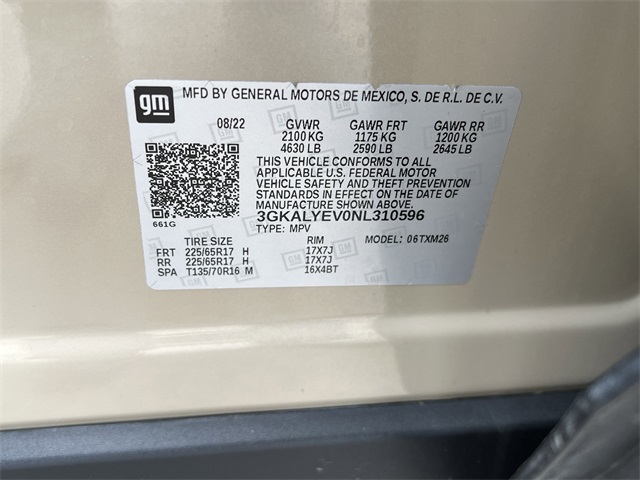 gm MFD BY GENERAL MOTORS DE MEXICO, S. DE R.L. DE C.V.
08/22 GVWR GAWR FRT GAWR RR
2100 KG 1175 KG 1200 KG
4630 LB 2590 LB 2645 LB
THIS VEHICLE CONFORMS TO ALL
APPLICABLE U.S. FEDERAL MOTOR
VEHICLE SAFETY AND THEFT PREVENTION
STANDARDS IN EFFECT ON THE DATE OF
MANUFACTURE SHOWN ABOVE.
661G 3GKALYEV0NL310596
TYPE: MPV
TIRE SIZE RIM MODEL: 06TXM26
FRT 225/65R17 H 17X7J
RR 225/65R17 H 17X7J
SPA T135/70R16 M 16X4BT